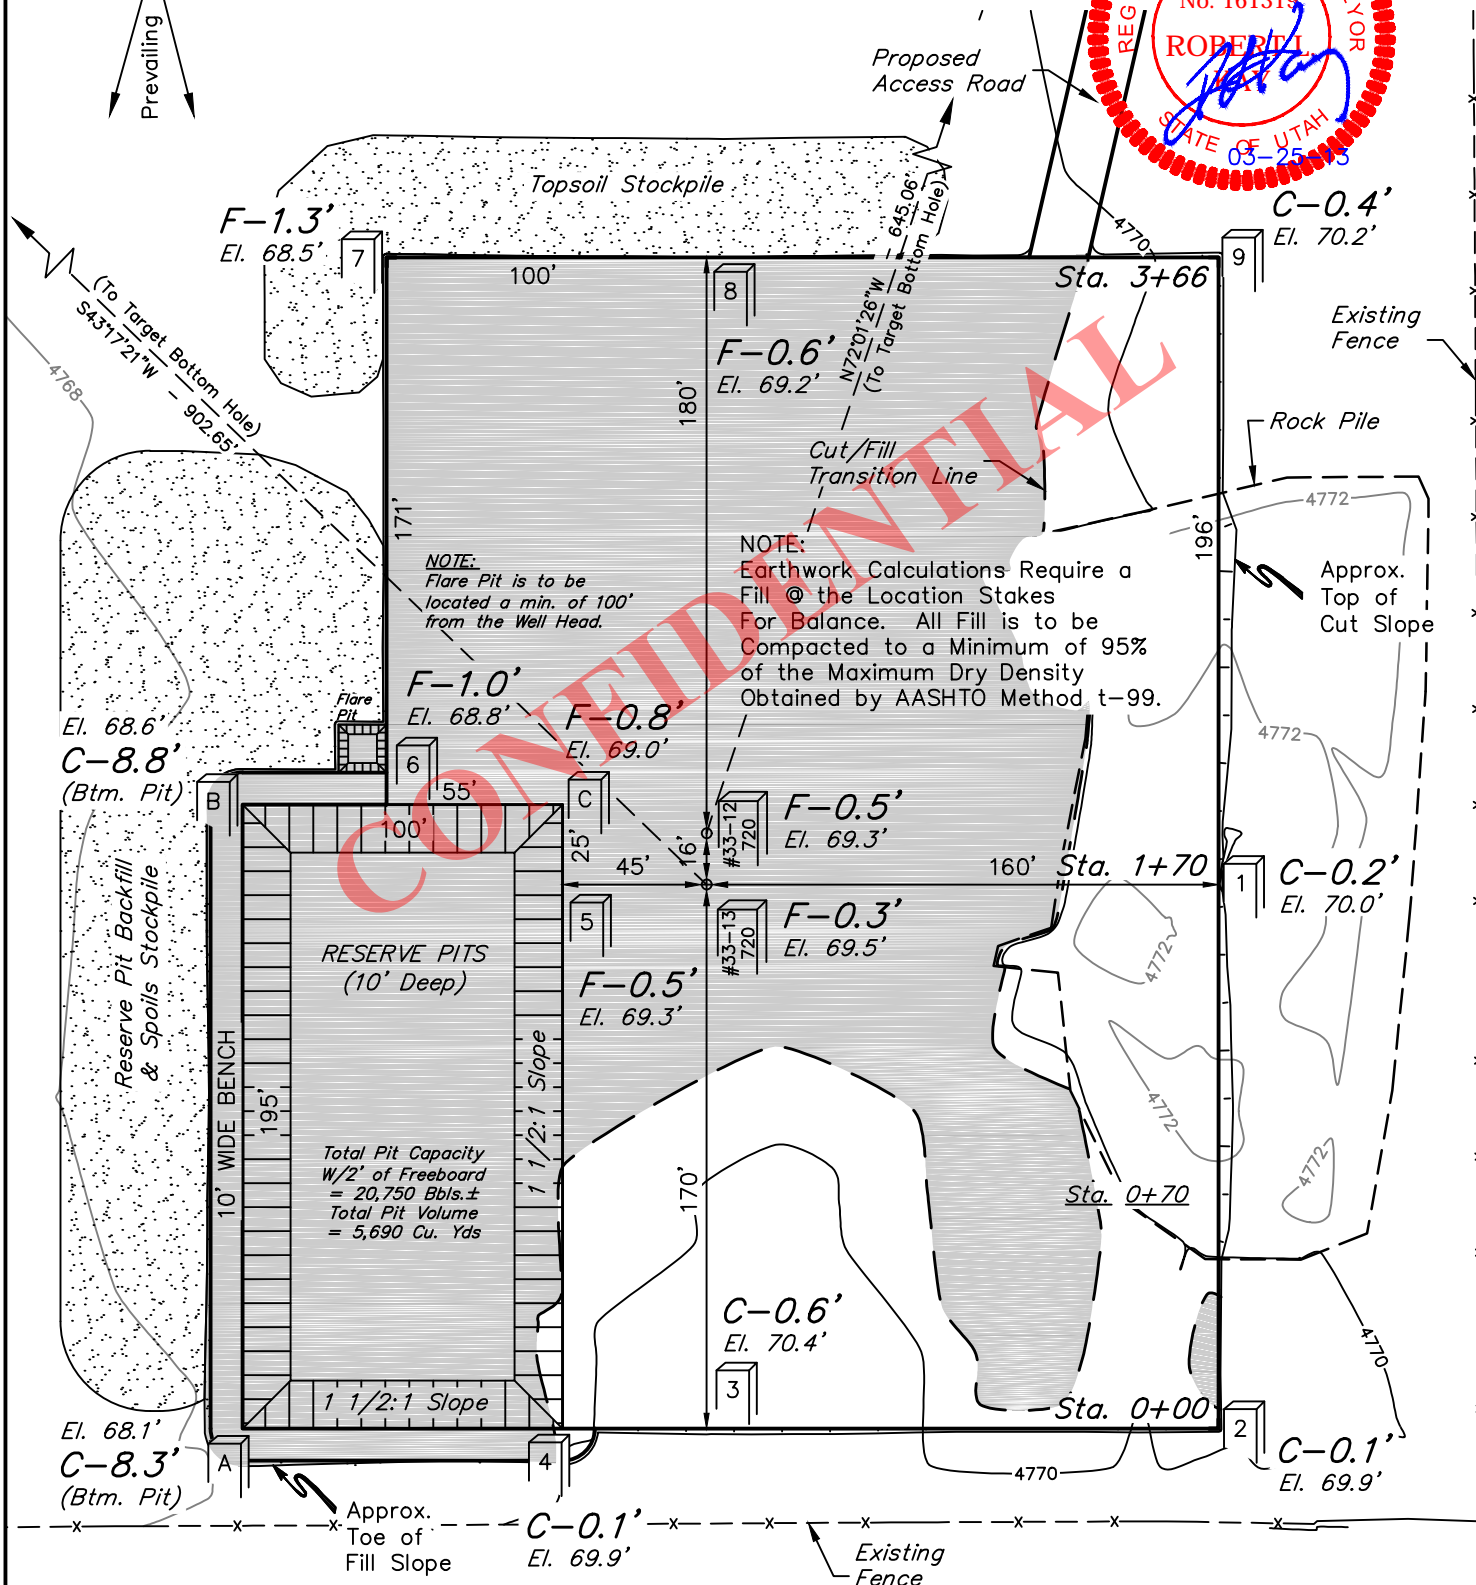 Prevailing
No. 161319
ROBERT L.
KAY
STATE OF UTAH
03-25-13
Proposed
Access Road
Topsoil Stockpile
F-1.3'
El. 68.5'
7
100'
8
F-0.6'
El. 69.2'
180'
N72°01'26"W - 645.06'
(To Target Bottom Hole)
4770
Sta. 3+66
9
C-0.4'
El. 70.2'
Existing
Fence
(To Target Bottom Hole)
S43°17'21"W - 902.65'
4768
Cut/Fill
Transition Line
Rock Pile
4772
171'
196'
NOTE:
Flare Pit is to be
located a min. of 100'
from the Well Head.
NOTE:
Earthwork Calculations Require a
Fill @ the Location Stakes
For Balance. All Fill is to be
Compacted to a Minimum of 95%
of the Maximum Dry Density
Obtained by AASHTO Method t-99.
Approx.
Top of
Cut Slope
CONFIDENTIAL
Flare
Pit
F-1.0'
El. 68.8'
6
F-0.8'
El. 69.0'
C
4772
El. 68.6'
C-8.8'
(Btm. Pit)
B
55'
100'
25'
45'
16'
#33-12
720
F-0.5'
El. 69.3'
160'
Sta. 1+70
1
C-0.2'
El. 70.0'
5
F-0.5'
El. 69.3'
#33-13
720
F-0.3'
El. 69.5'
4772
RESERVE PITS
(10' Deep)
Reserve Pit Backfill
& Spoils Stockpile
10' WIDE BENCH
195'
1 1/2:1 Slope
Total Pit Capacity
W/2' of Freeboard
= 20,750 Bbls.±
Total Pit Volume
= 5,690 Cu. Yds
170'
4772
4772
Sta. 0+70
C-0.6'
El. 70.4'
3
4770
1 1/2:1 Slope
Sta. 0+00
2
C-0.1'
El. 69.9'
El. 68.1'
C-8.3'
(Btm. Pit)
A
4
4770
Approx.
Toe of
Fill Slope
C-0.1'
El. 69.9'
Existing
Fence